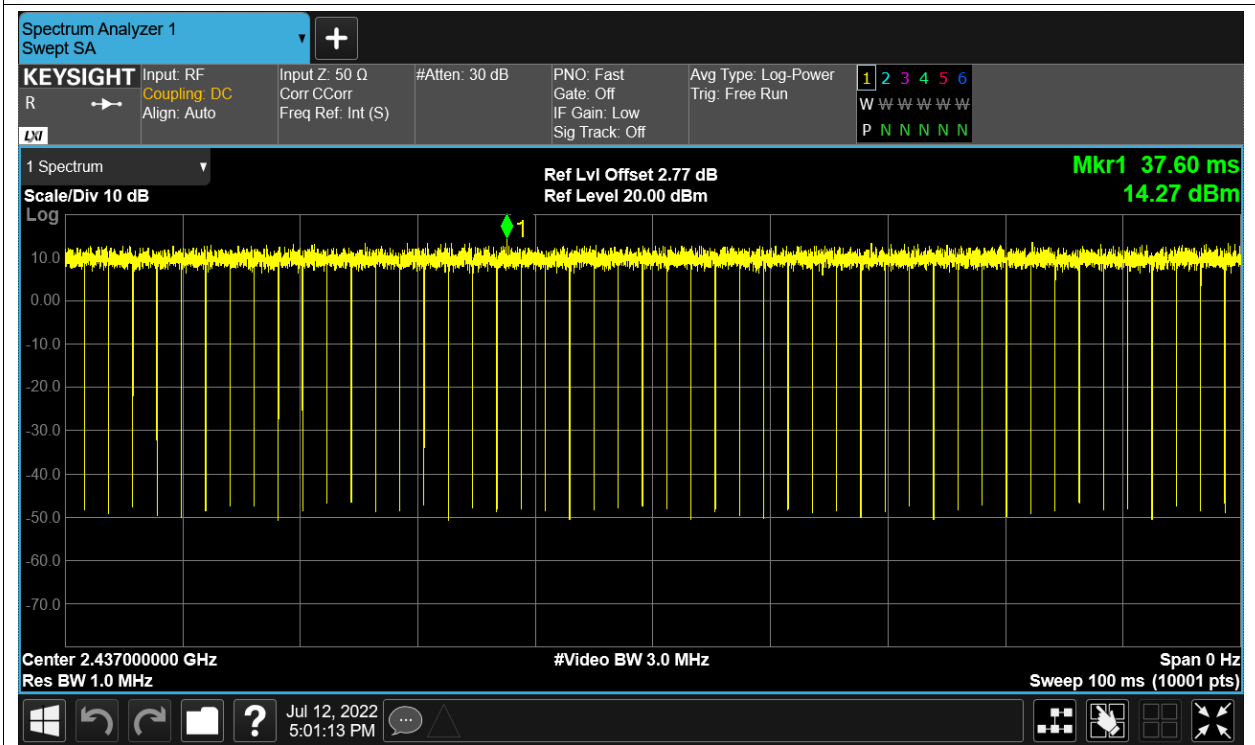 Spectrum Analyzer 1
Swept SA
+
KEYSIGHT
R
LXI
Input: RF
Coupling: DC
Align: Auto
Input Z: 50 Ω
Corr CCorr
Freq Ref: Int (S)
#Atten: 30 dB
PNO: Fast
Gate: Off
IF Gain: Low
Sig Track: Off
Avg Type: Log-Power
Trig: Free Run
1 2 3 4 5 6
W W W W W W
P N N N N N
1 Spectrum
Scale/Div 10 dB
Log
Ref Lvl Offset 2.77 dB
Ref Level 20.00 dBm
Mkr1 37.60 ms
14.27 dBm
1
10.0
0.00
-10.0
-20.0
-30.0
-40.0
-50.0
-60.0
-70.0
Center 2.437000000 GHz
Res BW 1.0 MHz
#Video BW 3.0 MHz
Span 0 Hz
Sweep 100 ms (10001 pts)
?
Jul 12, 2022
5:01:13 PM